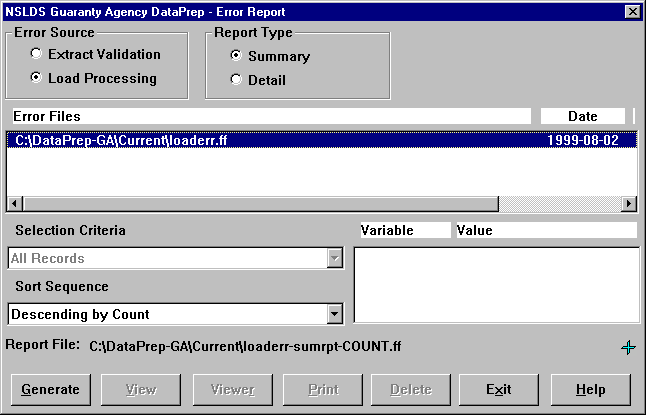 NSLDS Guaranty Agency DataPrep - Error Report
Error Source
Extract Validation
Load Processing
Report Type
Summary
Detail
Error Files Date
C:\DataPrep-GA\Current\loaderr.ff 1999-08-02
Selection Criteria
All Records
Sort Sequence
Descending by Count
Variable Value
Report File: C:\DataPrep-GA\Current\loaderr-sumrpt-COUNT.ff
Generate View Viewer Print Delete Exit Help